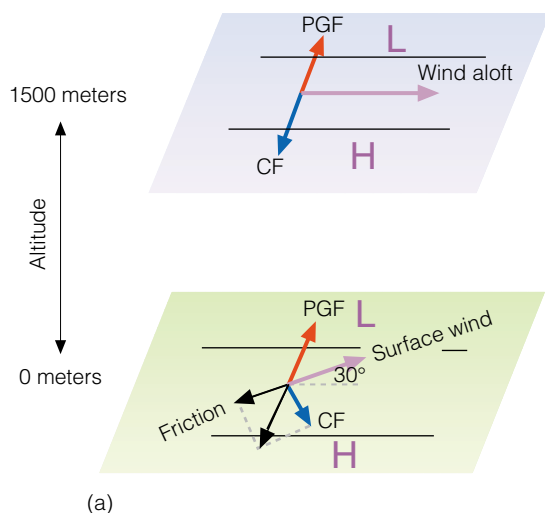 PGF
L
Wind aloft
1500 meters
H
CF
Altitude
PGF
L
Surface wind
30°
0 meters
Friction
CF
H
(a)